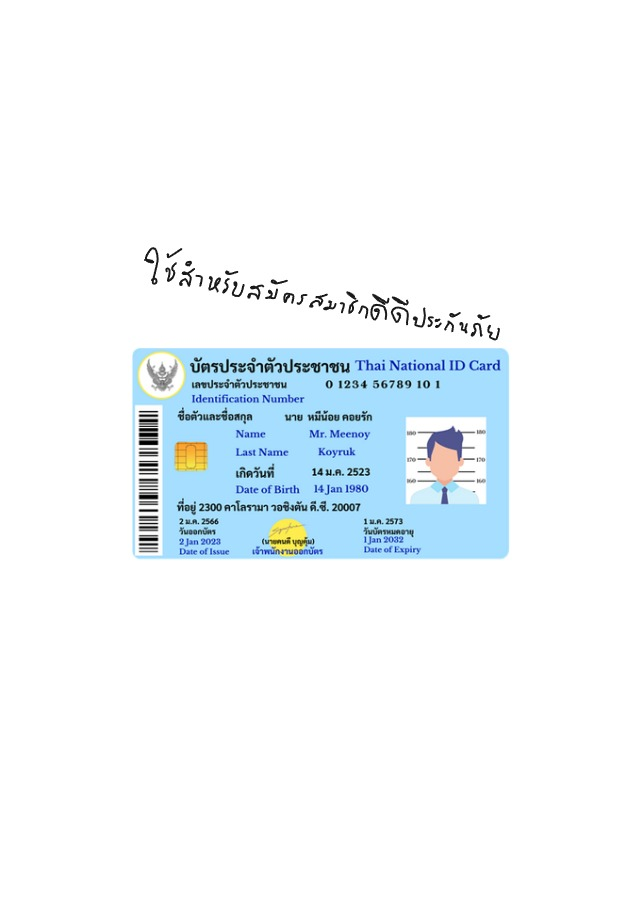 ใช้สำหรับสมัครสมาชิกดีดีประกันภัย
บัตรประจำตัวประชาชน Thai National ID Card
เลขประจำตัวประชาชน 0 1234 56789 10 1
Identification Number
ชื่อตัวและชื่อสกุล นาย หมีน้อย คอยรัก
Name Mr. Meenoy
Last Name Koyruk
เกิดวันที่ 14 ม.ค. 2523
Date of Birth 14 Jan 1980
180 180
170 170
160 160
ที่อยู่ 2300 คาโลรามา วอชิงตัน ดี.ซี. 20007
2 ม.ค. 2566 1 ม.ค. 2573
วันออกบัตร วันบัตรหมดอายุ
2 Jan 2023 (นายคนดี บุญคุ้ม) 1 Jan 2032
Date of Issue เจ้าพนักงานออกบัตร Date of Expiry